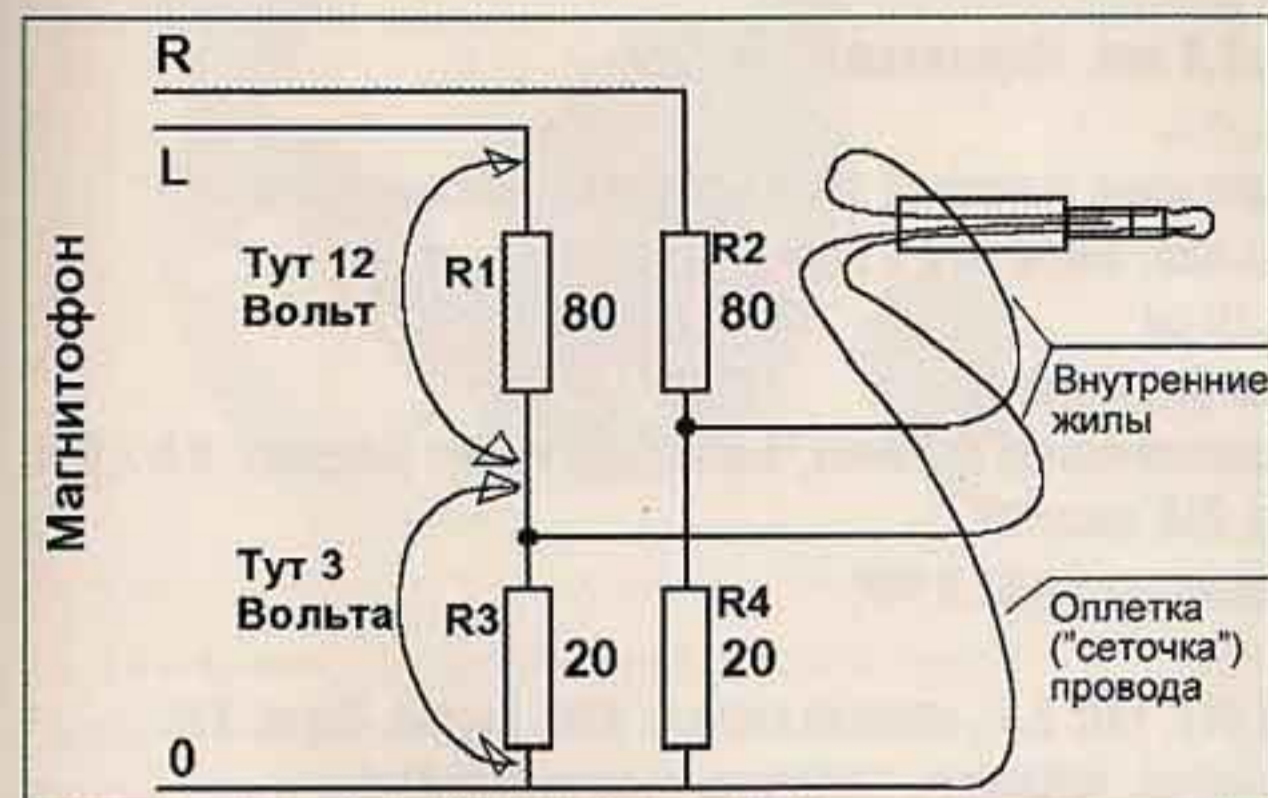 R
L
Магнитофон
Тут 12
Вольт
R1
80
R2
80
Внутренние
жилы
Тут 3
Вольта
R3
20
R4
20
Оплетка
("сеточка")
провода
0